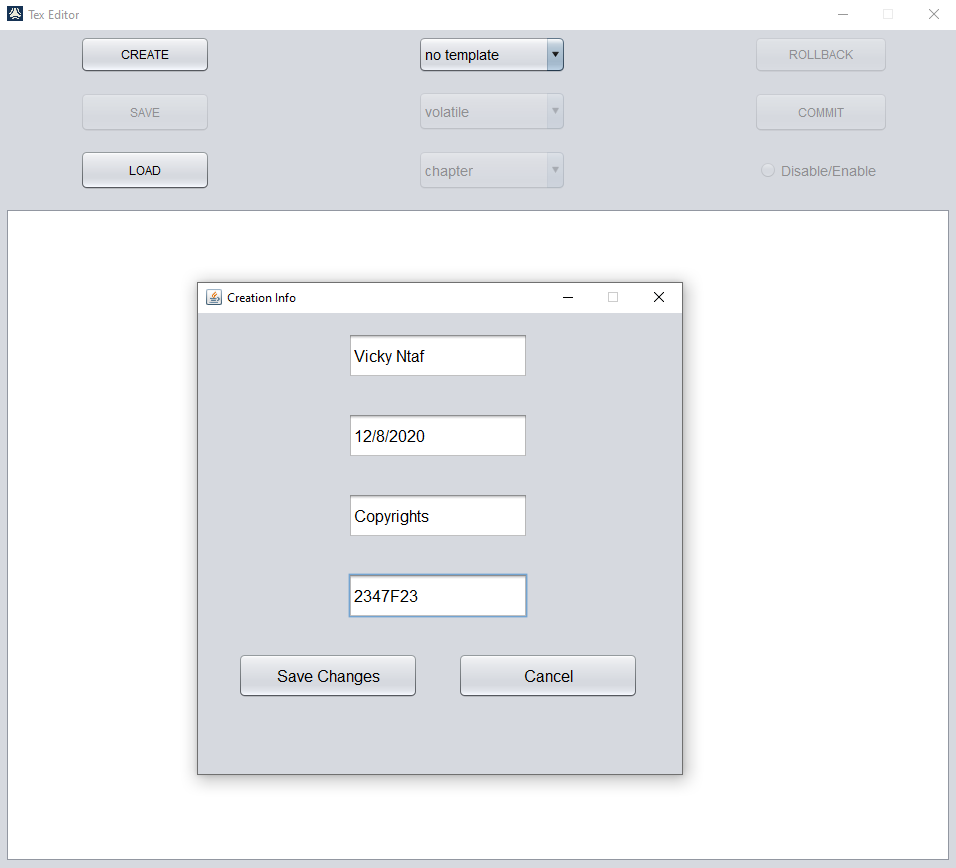 Tex Editor
CREATE
no template
ROLLBACK
SAVE
volatile
COMMIT
LOAD
chapter
Disable/Enable
Creation Info
Vicky Ntaf
12/8/2020
Copyrights
2347F23
Save Changes
Cancel